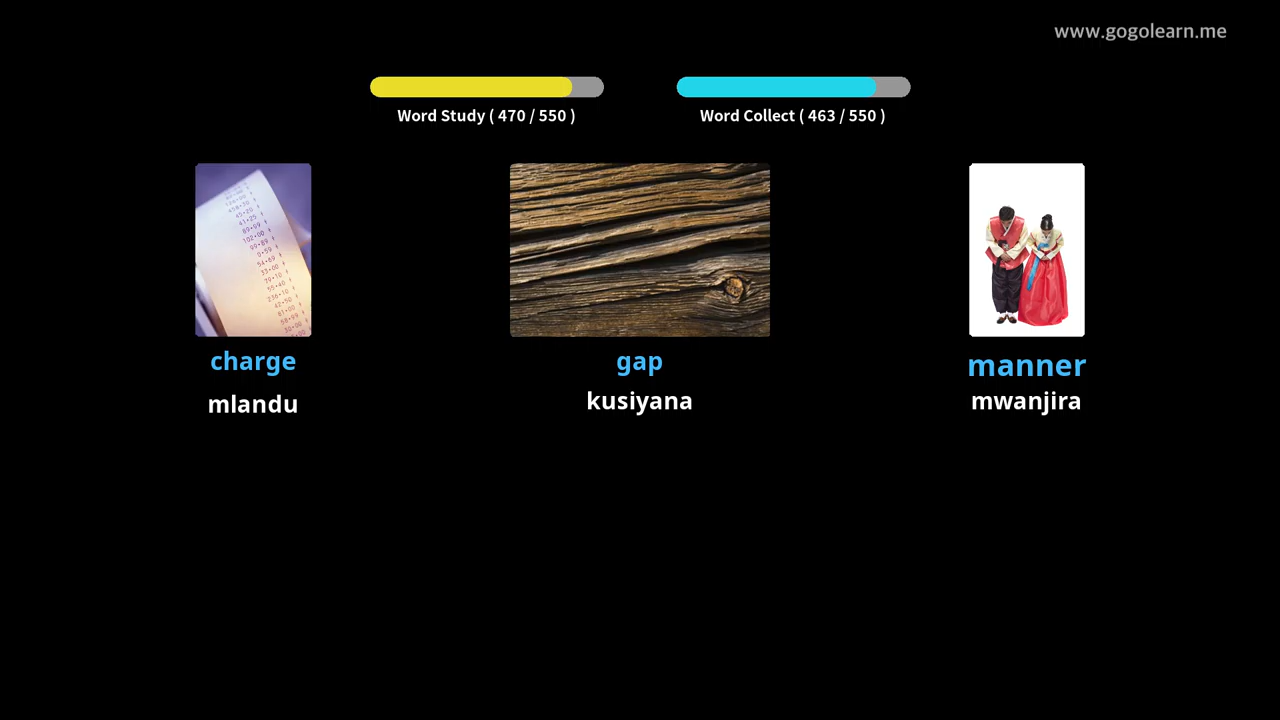 www.gogolearn.me
Word Study ( 470 / 550 )
Word Collect ( 463 / 550 )
charge
gap
manner
mlandu
kusiyana
mwanjira